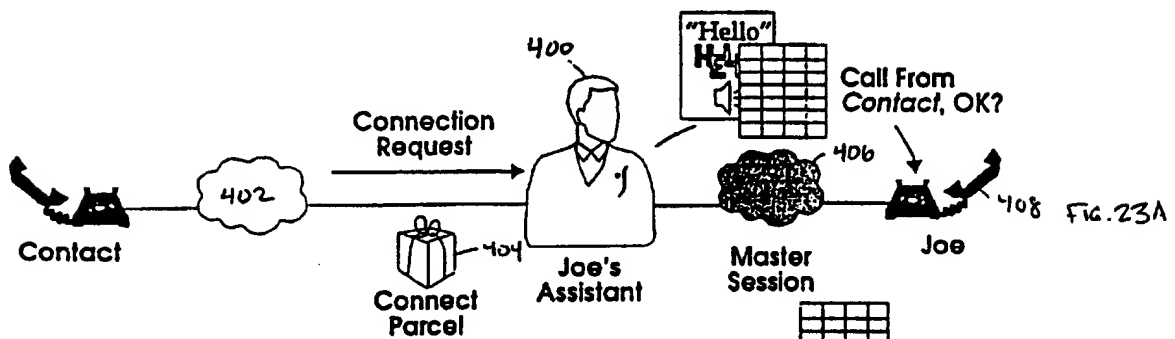 "Hello"
400
Call From
Contact, OK?
Connection
Request
406
402
408
FIG. 23A
Contact
404
Joe's
Assistant
Master
Session
Joe
Connect
Parcel